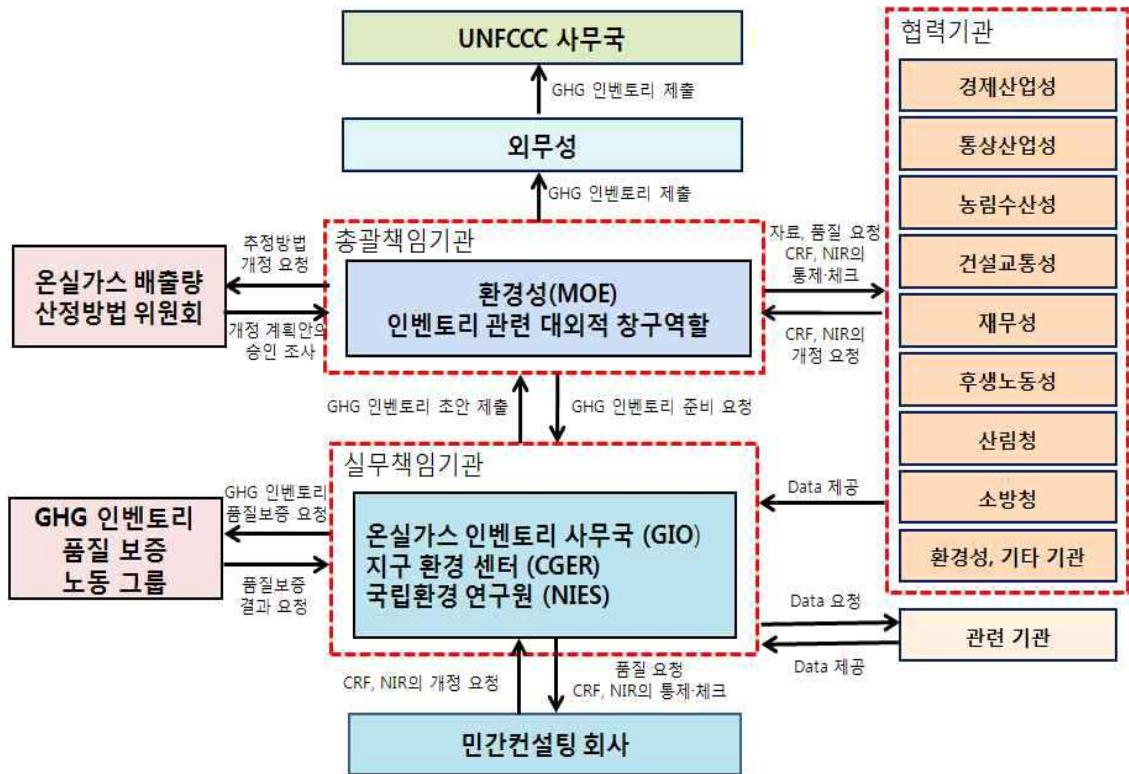 UNFCCC 사무국
GHG 인벤토리 제출
외무성
GHG 인벤토리 제출
총괄책임기관
환경성(MOE)
인벤토리 관련 대외적 창구역할
온실가스 배출량
산정방법 위원회
추정방법
개정 요청
개정 계획안의
승인 조사
자료, 품질 요청
CRF, NIR의
통제·체크
CRF, NIR의
개정 요청
협력기관
경제산업성
통상산업성
농림수산성
건설교통성
재무성
후생노동성
산림청
소방청
환경성, 기타 기관
관련 기관
GHG 인벤토리 초안 제출
GHG 인벤토리 준비 요청
실무책임기관
온실가스 인벤토리 사무국 (GIO)
지구 환경 센터 (CGER)
국립환경 연구원 (NIES)
GHG 인벤토리
품질 보증
노동 그룹
GHG 인벤토리
품질보증 요청
품질보증
결과 요청
Data 제공
Data 요청
Data 제공
CRF, NIR의 개정 요청
품질 요청
CRF, NIR의 통제·체크
민간컨설팅 회사